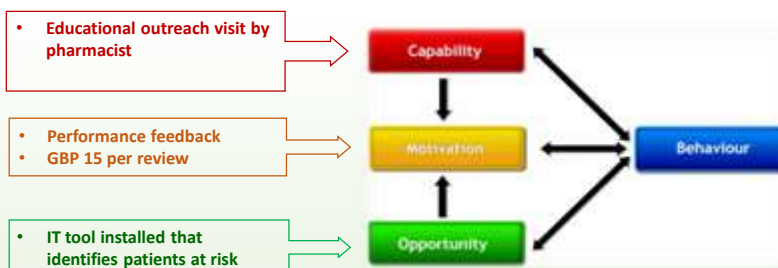 • Educational outreach visit by
pharmacist
Capability
• Performance feedback
• GBP 15 per review
Motivation
Behaviour
• IT tool installed that
identifies patients at risk
Opportunity